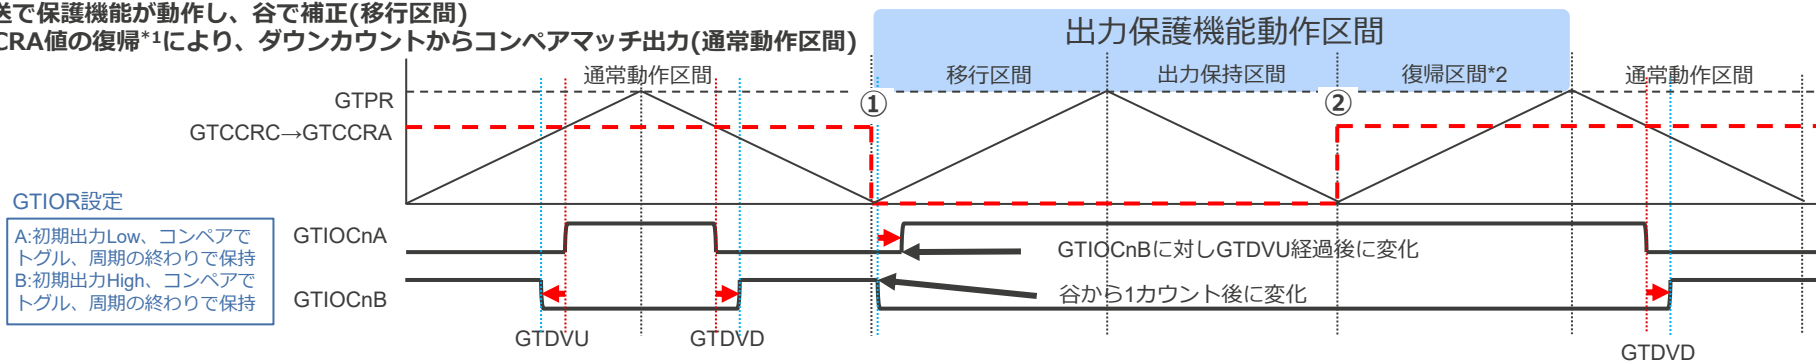 送で保護機能が動作し、谷で補正(移行区間)
CRA値の復帰*1により、ダウンカウントからコンペアマッチ出力(通常動作区間)
出力保護機能動作区間
通常動作区間
移行区間
出力保持区間
復帰区間*2
通常動作区間
GTPR
①
②
GTCCRC→GTCCRA
GTIOR設定
A:初期出力Low、コンペアで
トグル、周期の終わりで保持
B:初期出力High、コンペアで
トグル、周期の終わりで保持
GTIOCnA
GTIOCnBに対しGTDVU経過後に変化
GTIOCnB
谷から1カウント後に変化
GTDVU
GTDVD
GTDVD